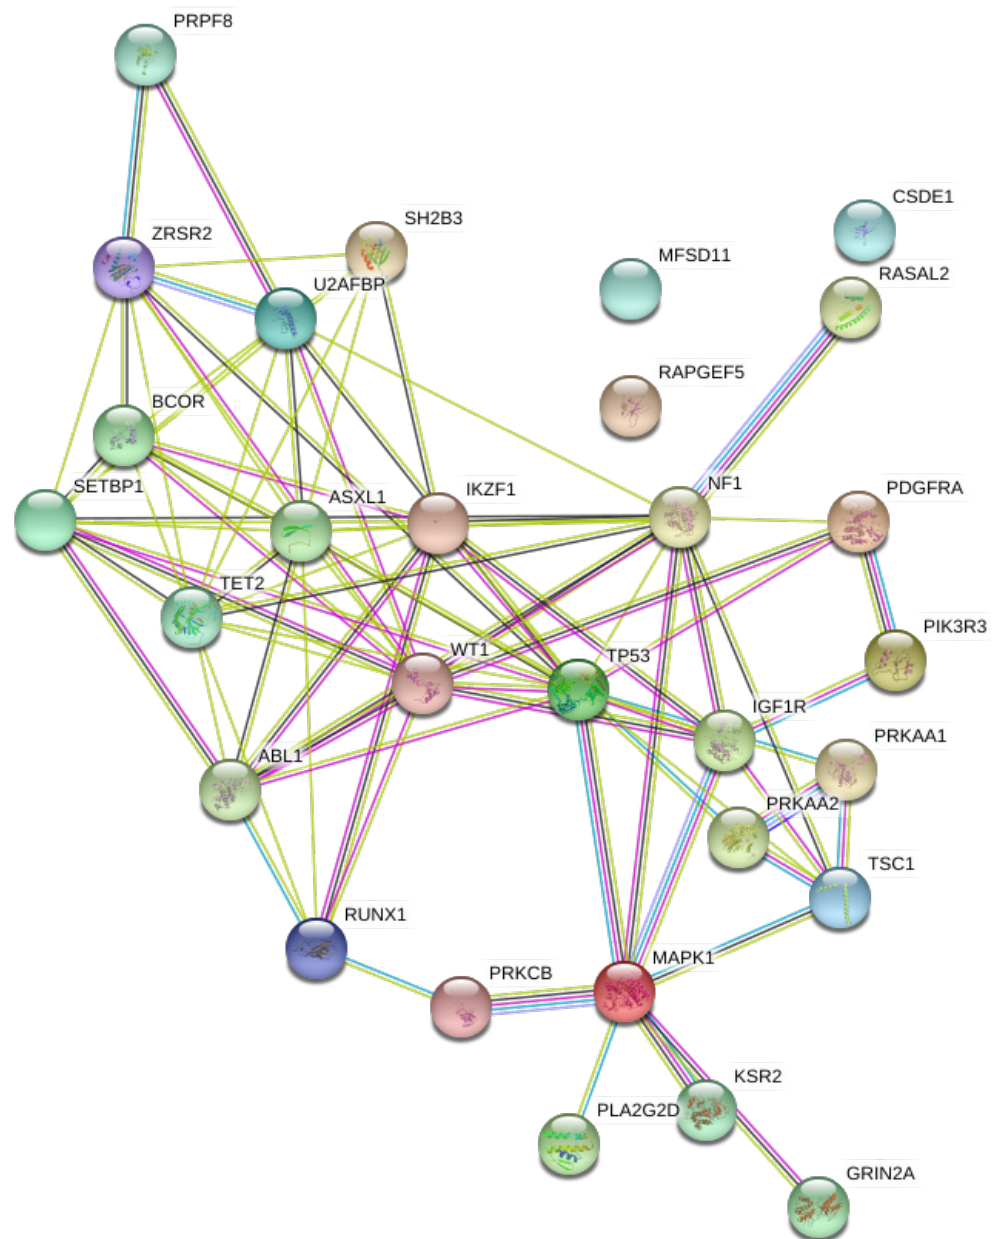 PRPF8
CSDE1
SH2B3
ZRSR2
MFSD11
RASAL2
U2AFBP
RAPGEF5
BCOR
NF1
SETBP1
ASXL1
IKZF1
PDGFRA
TET2
PIK3R3
WT1
TP53
IGF1R
PRKAA1
ABL1
PRKAA2
TSC1
RUNX1
MAPK1
PRKCB
KSR2
PLA2G2D
GRIN2A